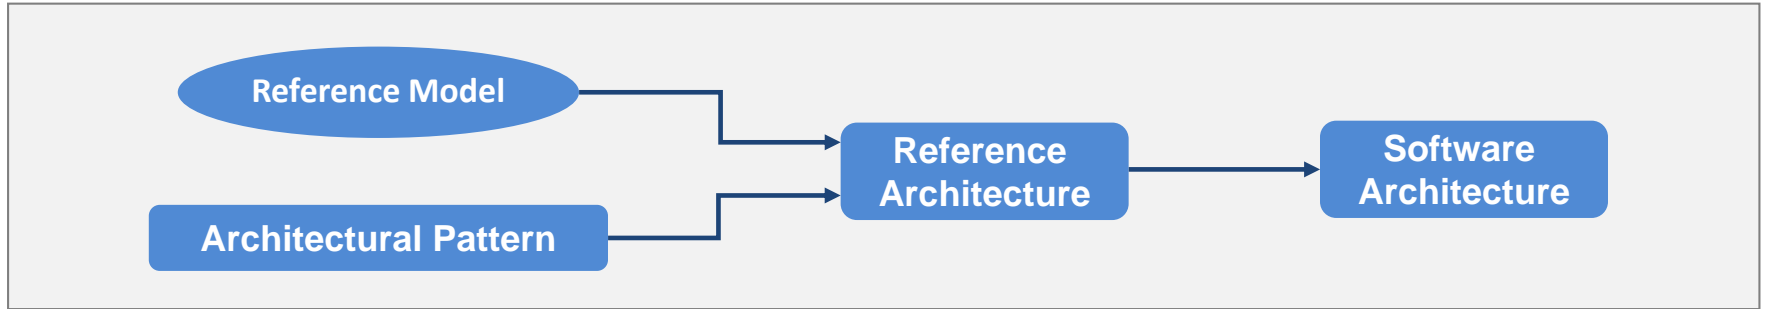 Reference Model
Architectural Pattern
Reference
Architecture
Software
Architecture